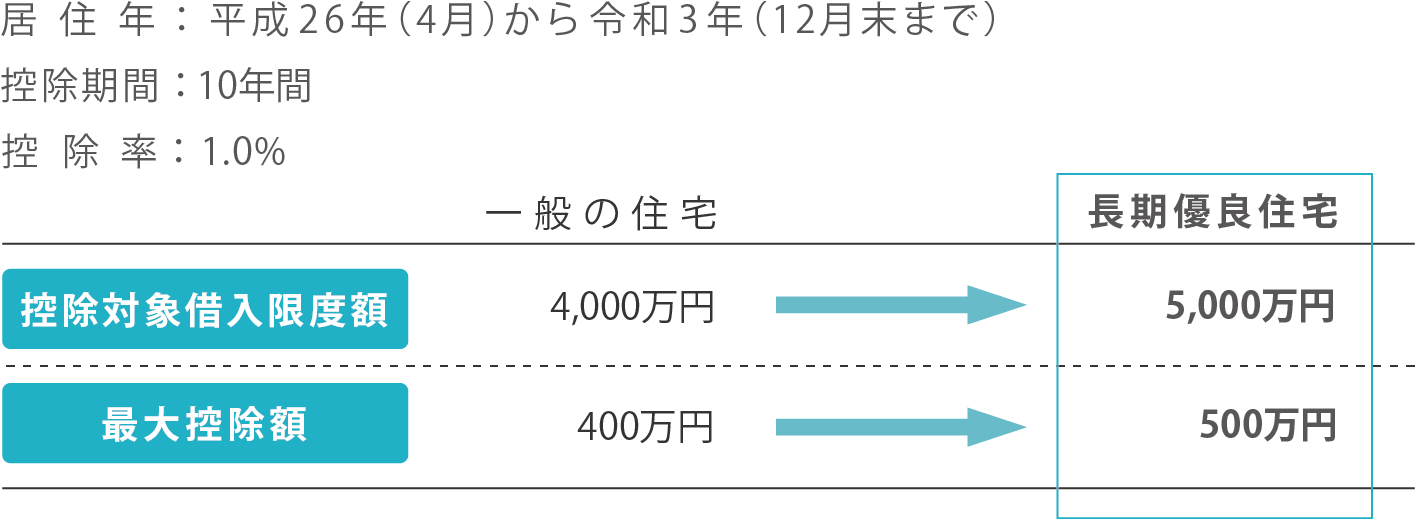 居住年：平成26年（4月）から令和3年（12月末まで）
控除期間：10年間
控除率：1.0%
一般の住宅 長期優良住宅
控除対象借入限度額 4,000万円 5,000万円
最大控除額 400万円 500万円